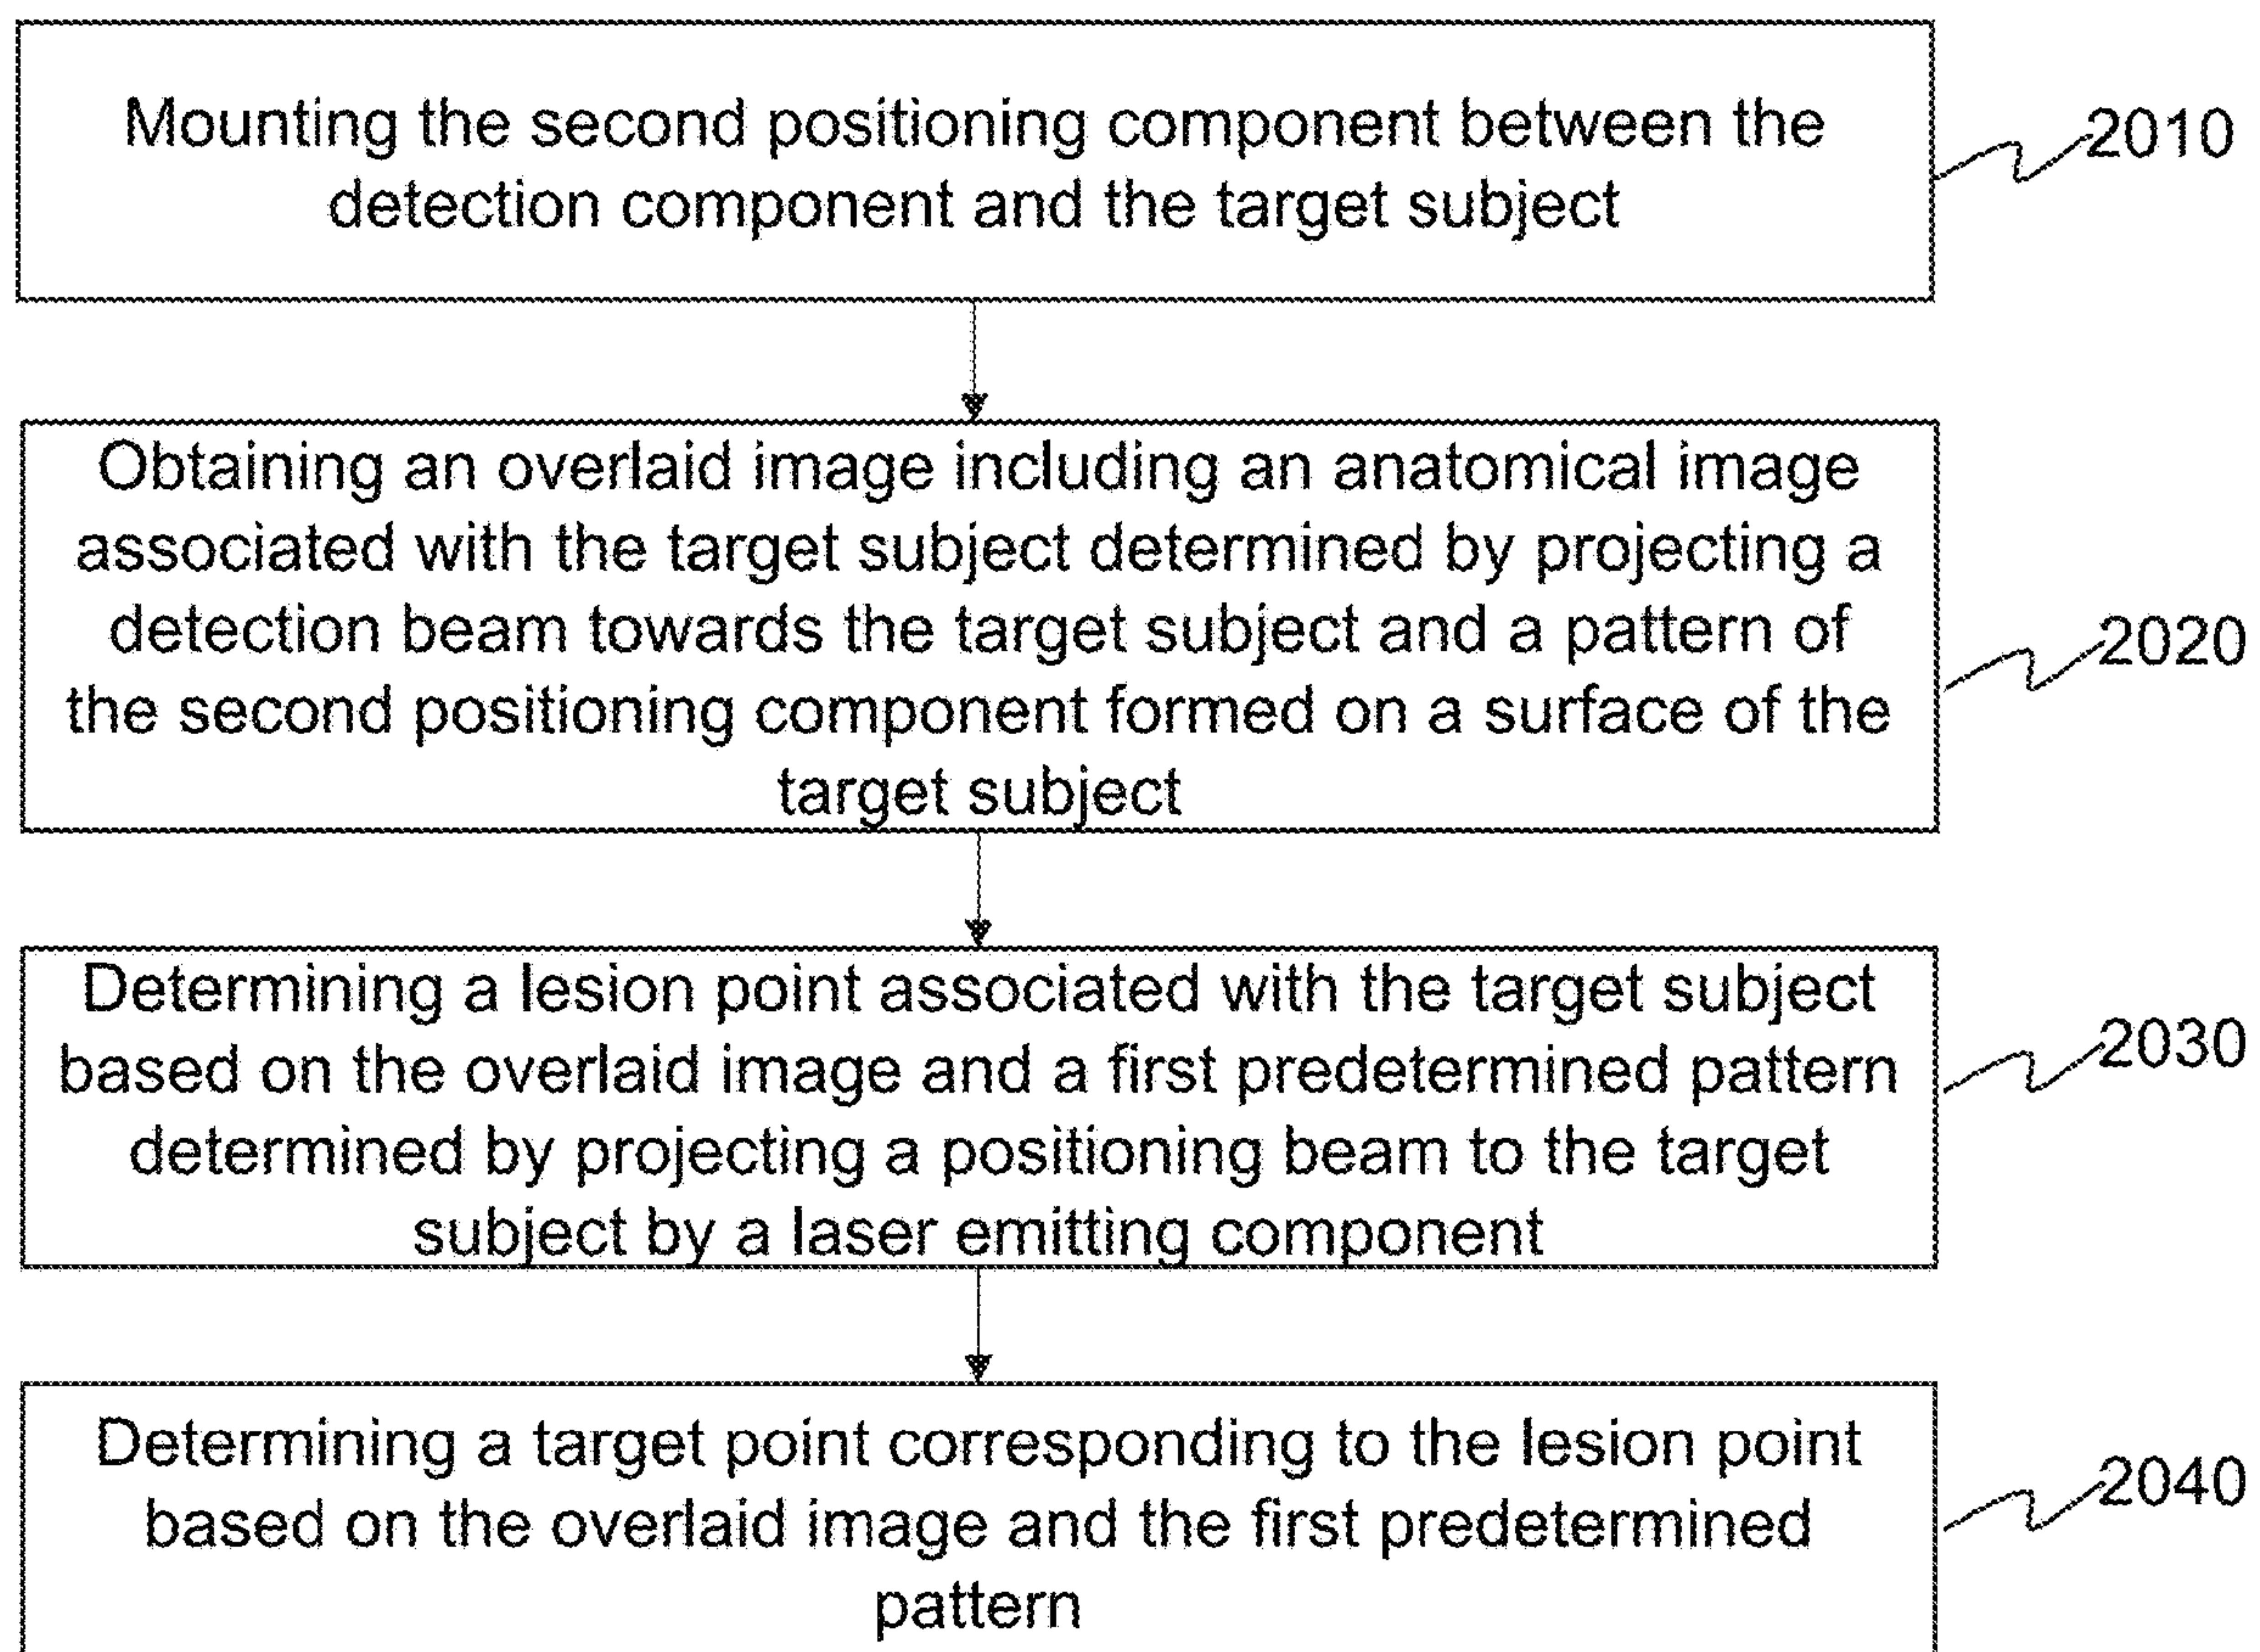 Mounting the second positioning component between the
detection component and the target subject
2010
Obtaining an overlaid image including an anatomical image
associated with the target subject determined by projecting a
detection beam towards the target subject and a pattern of
the second positioning component formed on a surface of the
target subject
2020
Determining a lesion point associated with the target subject
based on the overlaid image and a first predetermined pattern
determined by projecting a positioning beam to the target
subject by a laser emitting component
2030
Determining a target point corresponding to the lesion point
based on the overlaid image and the first predetermined
pattern
2040